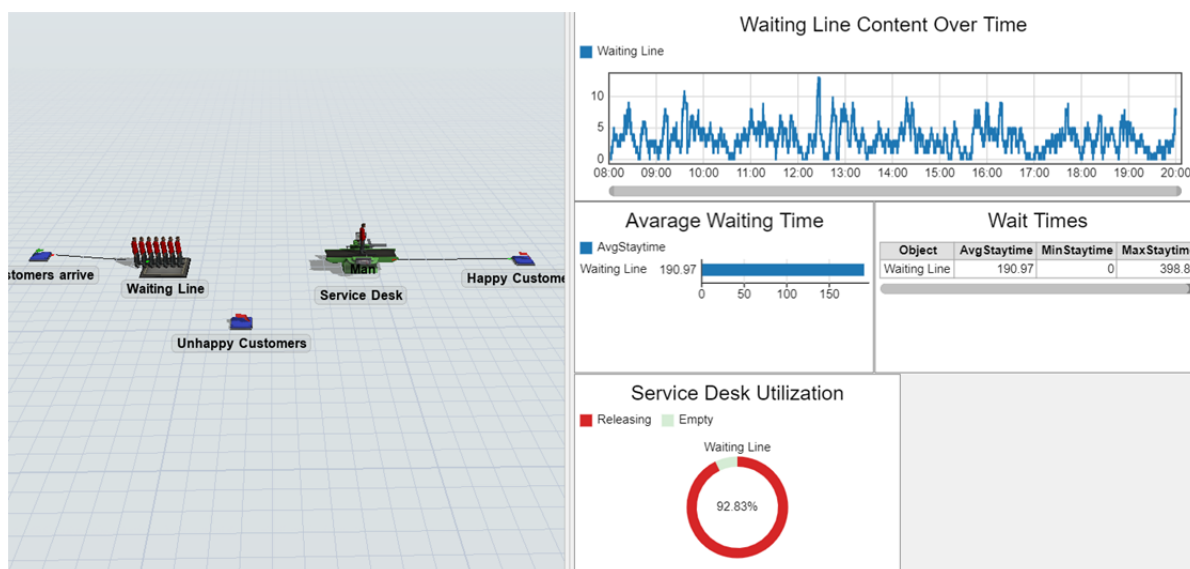 stomers arrive
Waiting Line
Man
Service Desk
Happy Custome
Unhappy Customers
Waiting Line Content Over Time
Waiting Line
10
5
0
08:00 09:00 10:00 11:00 12:00 13:00 14:00 15:00 16:00 17:00 18:00 19:00 20:00
Avarage Waiting Time
AvgStaytime
Waiting Line 190.97
0 50 100 150
Wait Times
Object AvgStaytime MinStaytime MaxStaytim
Waiting Line 190.97 0 398.8
Service Desk Utilization
Releasing Empty
Waiting Line
92.83%